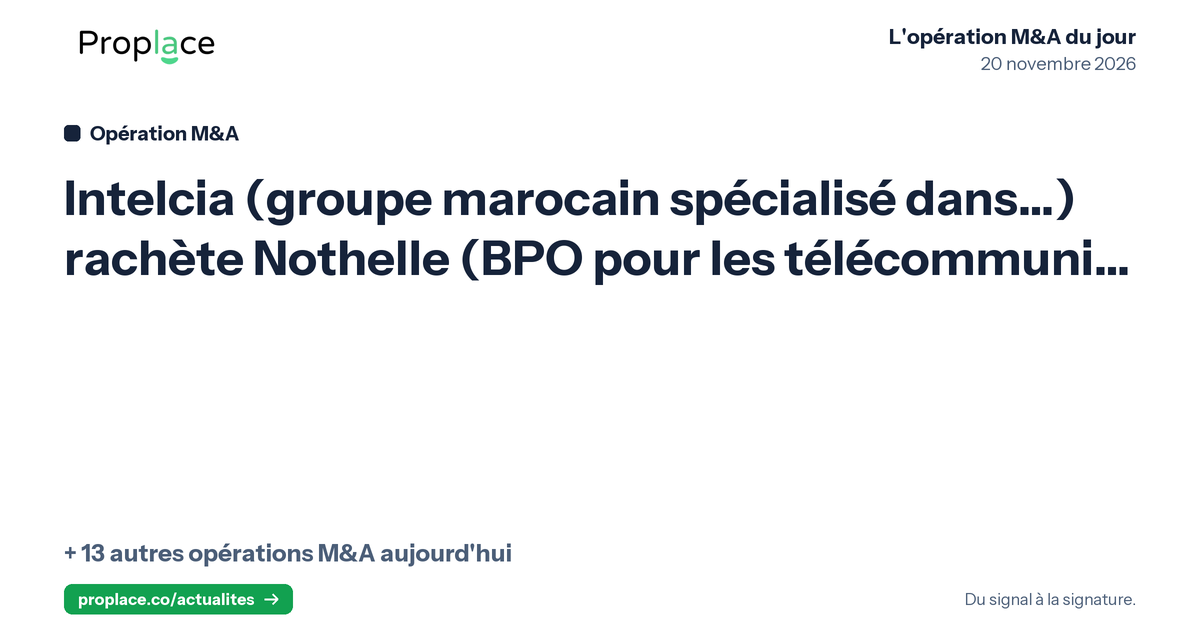 Proplace
L'opération M&A du jour
20 novembre 2026
Opération M&A
Intelcia (groupe marocain spécialisé dans...)
rachète Nothelle (BPO pour les télécommuni...
+ 13 autres opérations M&A aujourd'hui
proplace.co/actualites →
Du signal à la signature.